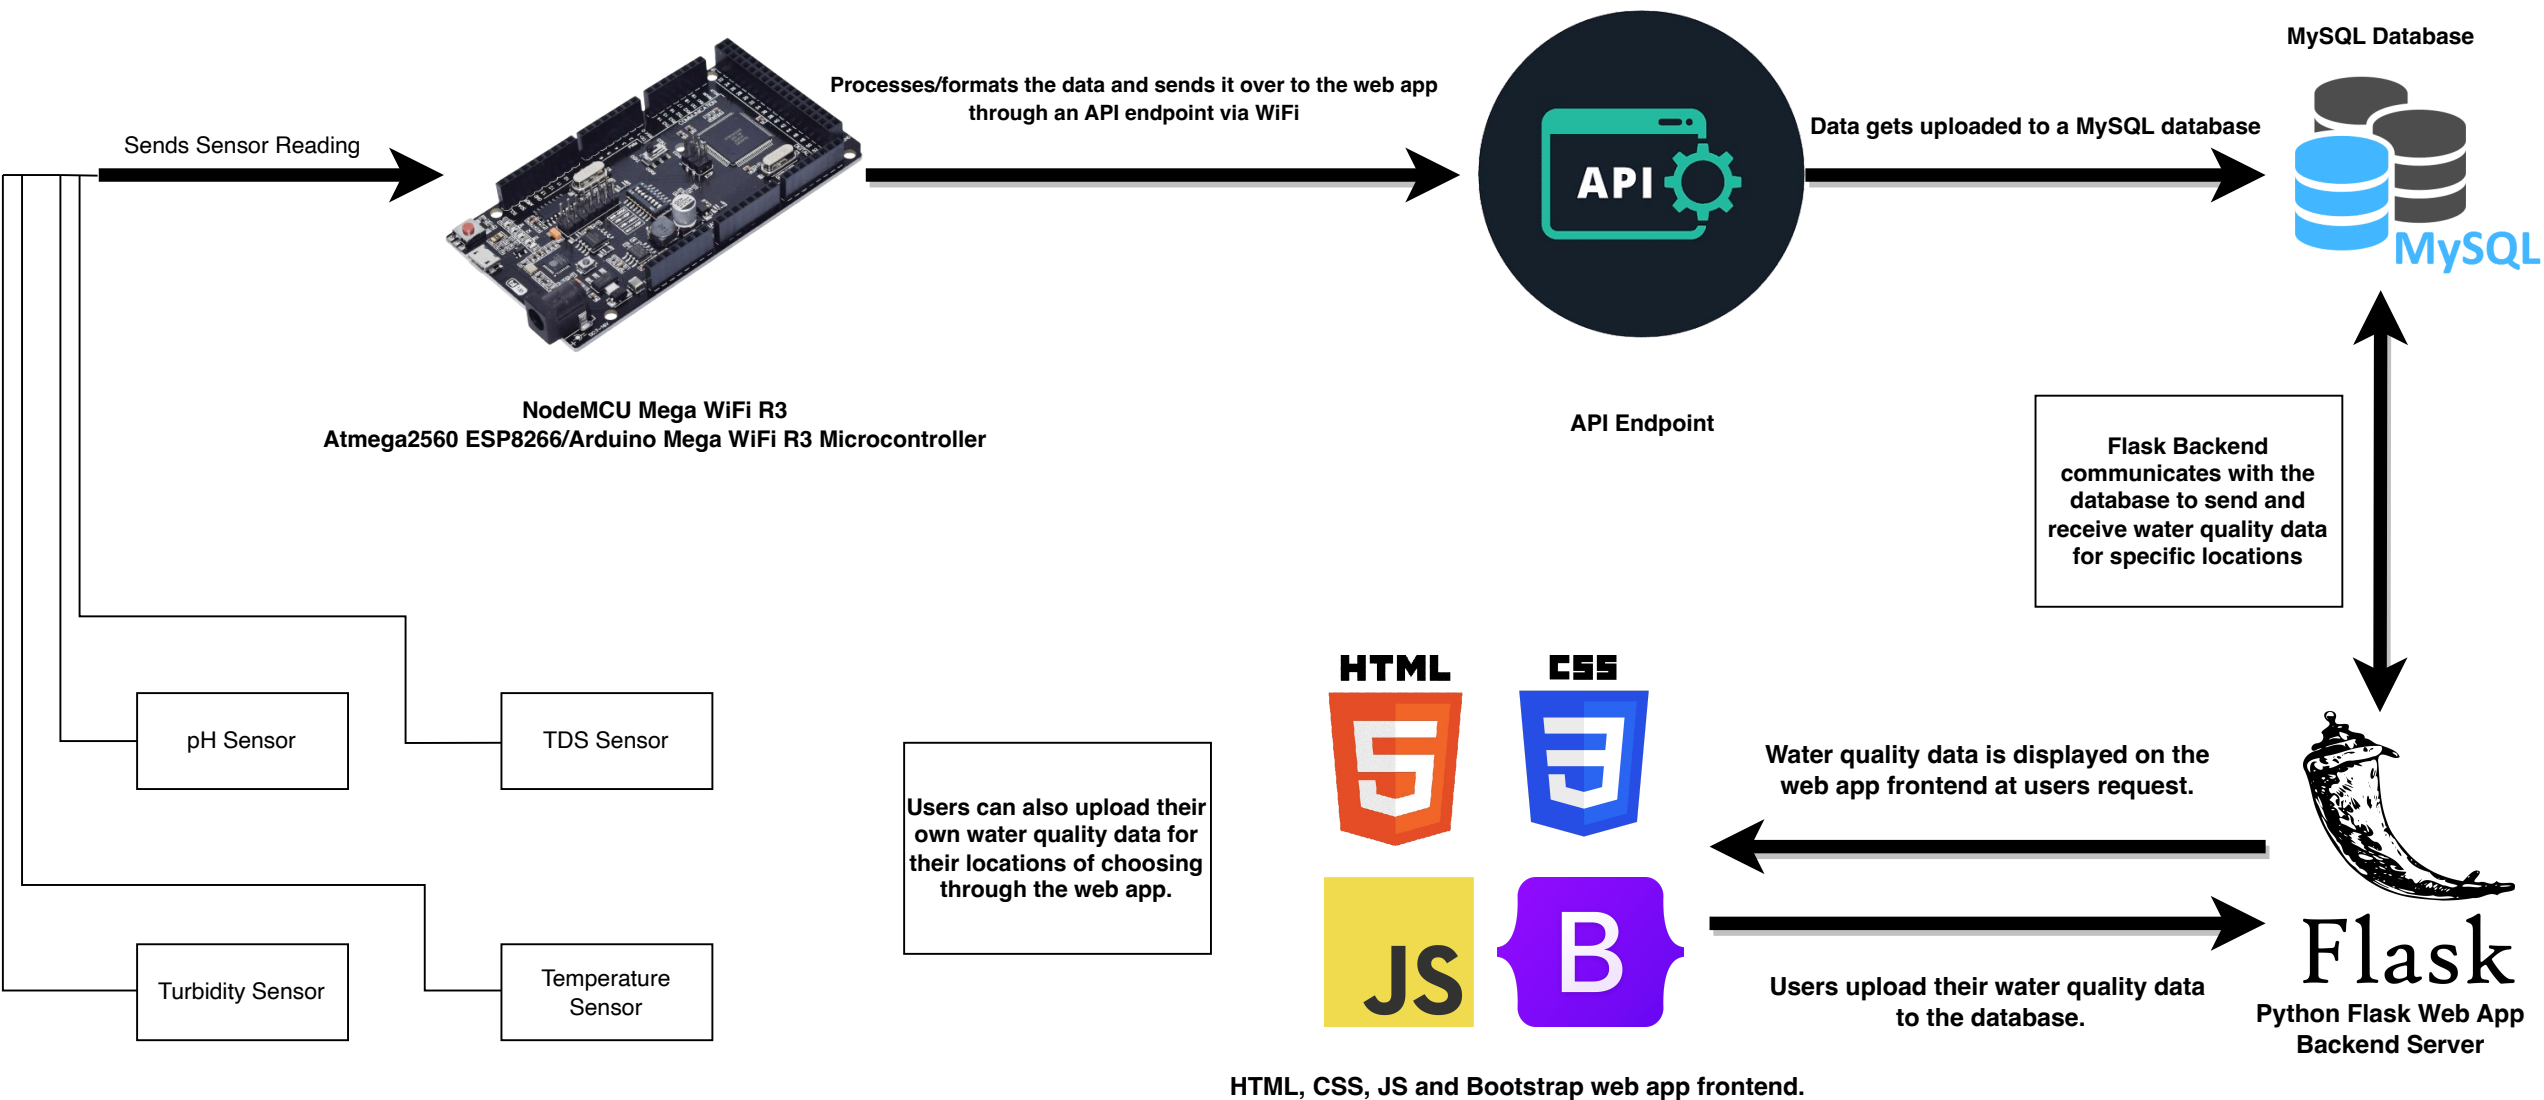 MySQL Database
Processes/formats the data and sends it over to the web app
through an API endpoint via WiFi
Sends Sensor Reading
Data gets uploaded to a MySQL database
API
MySQL
NodeMCU Mega WiFi R3
Atmega2560 ESP8266/Arduino Mega WiFi R3 Microcontroller
API Endpoint
Flask Backend
communicates with the
database to send and
receive water quality data
for specific locations
HTML
CSS
5
3
pH Sensor
TDS Sensor
Water quality data is displayed on the
web app frontend at users request.
Users can also upload their
own water quality data for
their locations of choosing
through the web app.
JS
B
Flask
Turbidity Sensor
Temperature
Sensor
Users upload their water quality data
to the database.
Python Flask Web App
Backend Server
HTML, CSS, JS and Bootstrap web app frontend.